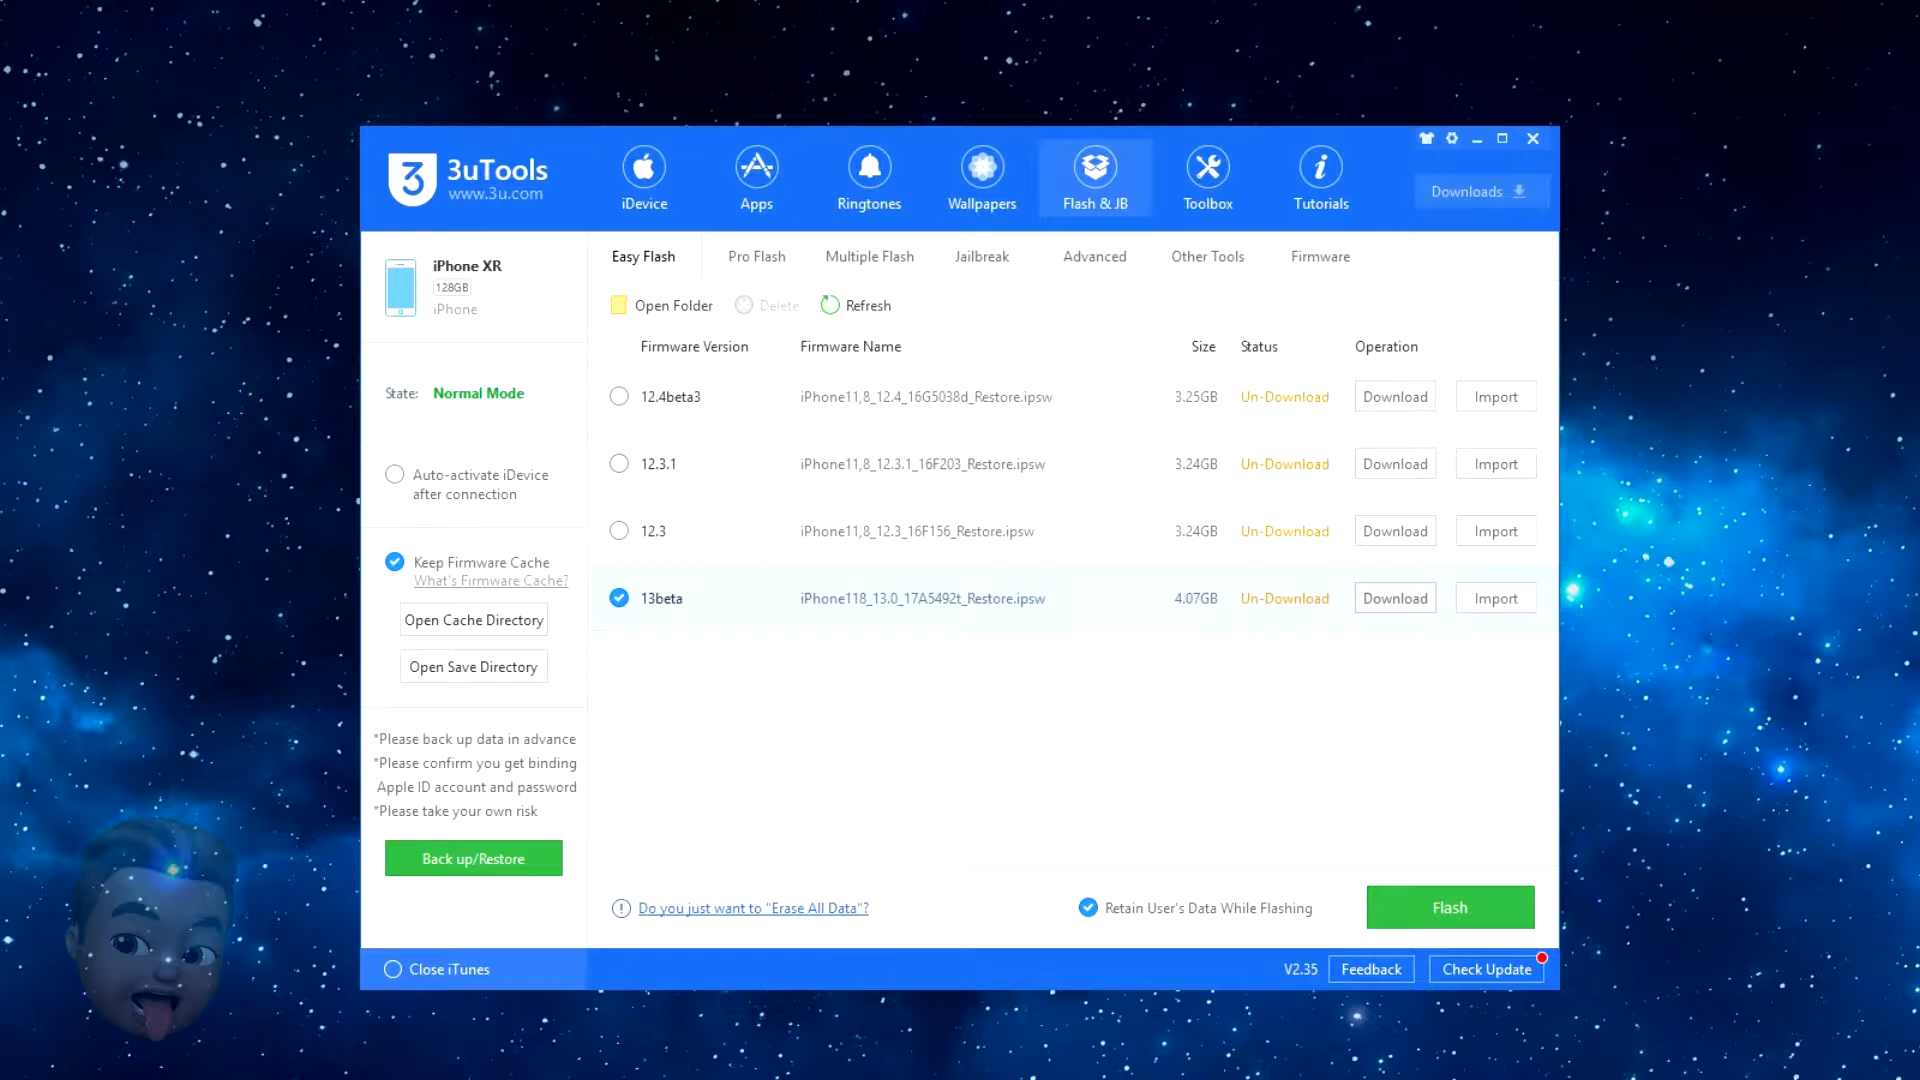 3uTools
www.3u.com
iDevice
Apps
Ringtones
Wallpapers
Flash & JB
Toolbox
Tutorials
Downloads
iPhone XR
128GB
iPhone
State: Normal Mode
Auto-activate iDevice
after connection
Keep Firmware Cache
What's Firmware Cache?
Open Cache Directory
Open Save Directory
*Please back up data in advance
*Please confirm you get binding
Apple ID account and password
*Please take your own risk
Back up/Restore
Easy Flash Pro Flash Multiple Flash Jailbreak Advanced Other Tools Firmware
Open Folder Delete Refresh
Firmware Version Firmware Name Size Status Operation
12.4beta3 iPhone11,8_12.4_16G5038d_Restore.ipsw 3.25GB Un-Download Download Import
12.3.1 iPhone11,8_12.3.1_16F203_Restore.ipsw 3.24GB Un-Download Download Import
12.3 iPhone11,8_12.3_16F156_Restore.ipsw 3.24GB Un-Download Download Import
13beta iPhone118_13.0_17A5492t_Restore.ipsw 4.07GB Un-Download Download Import
Do you just want to "Erase All Data"? Retain User's Data While Flashing Flash
Close iTunes V2.35 Feedback Check Update